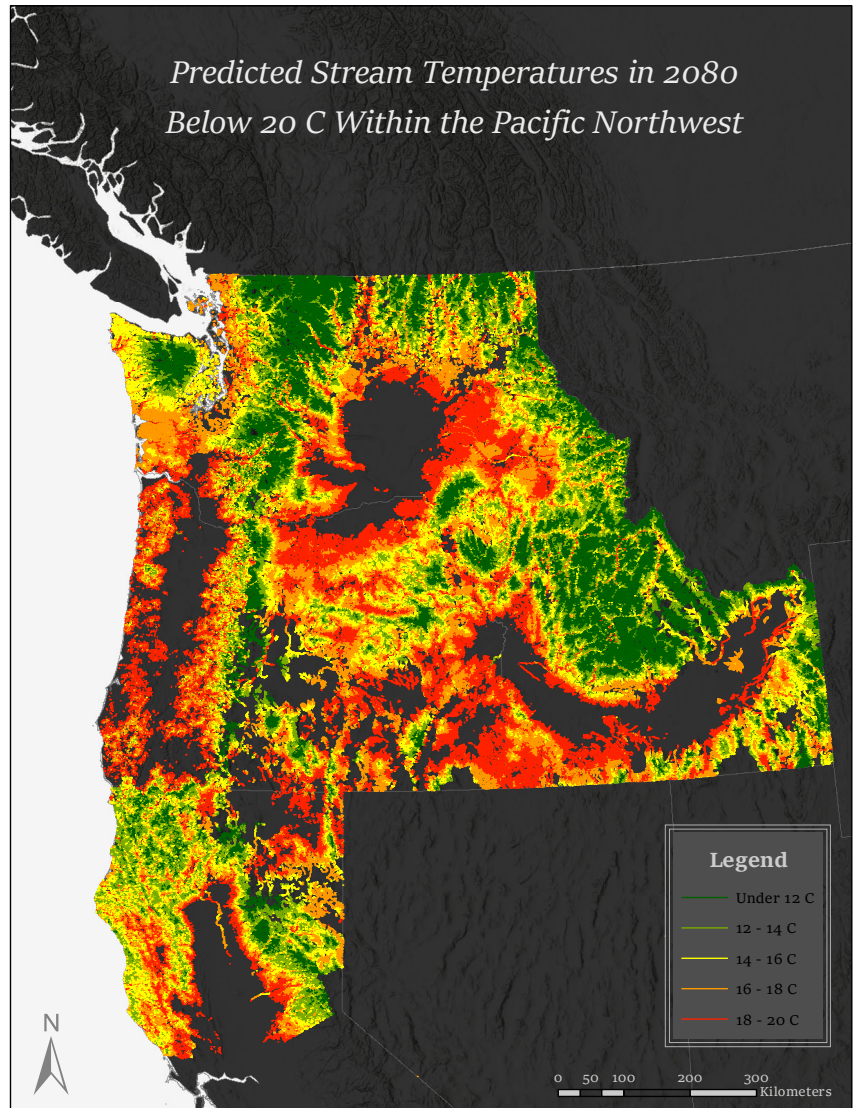 Predicted Stream Temperatures in 2080
Below 20 C Within the Pacific Northwest
Legend
Under 12 C
12 - 14 C
14 - 16 C
16 - 18 C
18 - 20 C
N
0 50 100 200 300
Kilometers